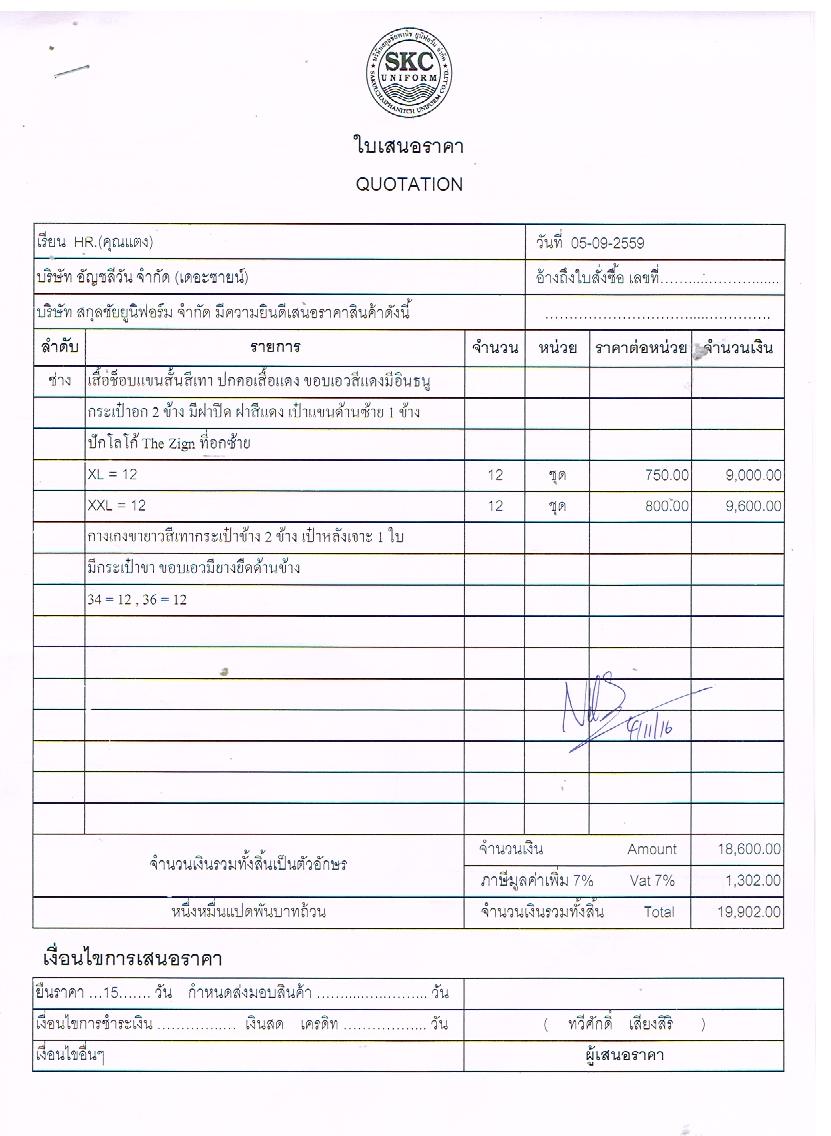 บริษัทสกุลชัยพาณิช ยูนิฟอร์ม จำกัด
SKC
UNIFORM
SAKULCHAIPHANITCH UNIFORM CO.,LTD.
ใบเสนอราคา
QUOTATION
เรียน HR.(คุณแตง) วันที่ 05-09-2559
บริษัท อัญชลีวัน จำกัด (เดอะซายน์) อ้างถึงใบสั่งซื้อ เลขที่..........................
บริษัท สกุลชัยยูนิฟอร์ม จำกัด มีความยินดีเสนอราคาสินค้าดังนี้ .............................................
ลำดับ รายการ จำนวน หน่วย ราคาต่อหน่วย จำนวนเงิน
ช่าง เสื้อช็อบแขนสั้นสีเทา ปกคอเสื้อแดง ขอบเอวสีแดงมีอินธนู
กระเป๋าอก 2 ข้าง มีฝาปิด ฝาสีแดง เป๋าแขนด้านซ้าย 1 ข้าง
ปักโลโก้ The Zign ที่อกซ้าย
XL = 12 12 ชุด 750.00 9,000.00
XXL = 12 12 ชุด 800.00 9,600.00
กางเกงขายาวสีเทากระเป๋าข้าง 2 ข้าง เป๋าหลังเจาะ 1 ใบ
มีกระเป๋าขา ขอบเอวมียางยืดด้านข้าง
34 = 12 , 36 = 12
/11/16
จำนวนเงินรวมทั้งสิ้นเป็นตัวอักษร จำนวนเงิน Amount 18,600.00
ภาษีมูลค่าเพิ่ม 7% Vat 7% 1,302.00
หนึ่งหมื่นแปดพันบาทถ้วน จำนวนเงินรวมทั้งสิ้น Total 19,902.00
เงื่อนไขการเสนอราคา
ยืนราคา ...15....... วัน กำหนดส่งมอบสินค้า ........................ วัน
เงื่อนไขการชำระเงิน ................. เงินสด เครดิท .................. วัน ( ทวีศักดิ์ เสียงสิริ )
เงื่อนไขอื่นๆ ผู้เสนอราคา